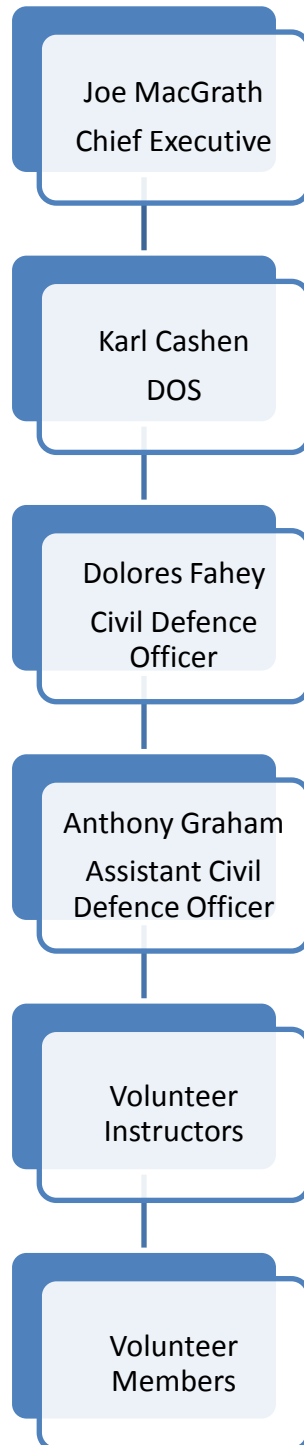 Joe MacGrath
Chief Executive
Karl Cashen
DOS
Dolores Fahey
Civil Defence
Officer
Anthony Graham
Assistant Civil
Defence Officer
Volunteer
Instructors
Volunteer
Members